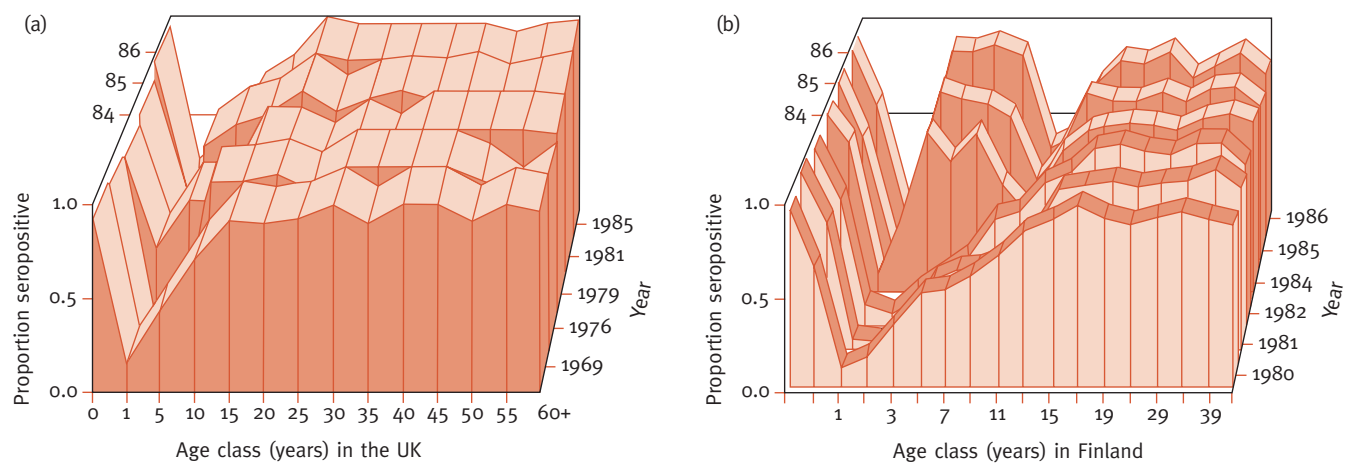 (a)
86
85
84
1.0
0.5
0.0
Proportion seropositive
0 1 5 10 15 20 25 30 35 40 45 50 55 60+
Age class (years) in the UK
1985
1981
1979
1976
1969
Year
(b)
86
85
84
1.0
0.5
0.0
Proportion seropositive
1 3 7 11 15 19 29 39
Age class (years) in Finland
1986
1985
1984
1982
1981
1980
Year